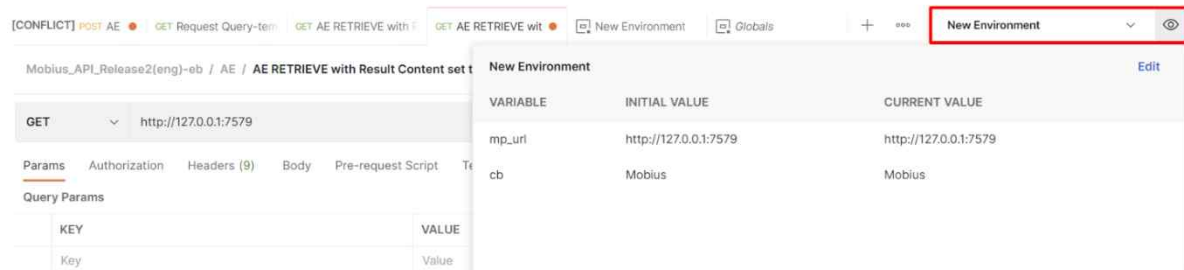 [CONFLICT] POST AE GET Request Query-tem GET AE RETRIEVE with GET AE RETRIEVE wit New Environment Globals + ooo New Environment
Mobius_API_Release2(eng)-eb / AE / AE RETRIEVE with Result Content set t
New Environment Edit
VARIABLE INITIAL VALUE CURRENT VALUE
GET http://127.0.0.1:7579
mp_url http://127.0.0.1:7579 http://127.0.0.1:7579
Params Authorization Headers (9) Body Pre-request Script Te
cb Mobius Mobius
Query Params
KEY VALUE
Key Value